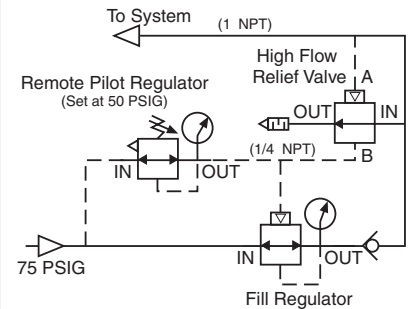 To System
(1 NPT)
High Flow
Relief Valve
A
Remote Pilot Regulator
(Set at 50 PSIG)
OUT
IN
B
(1/4 NPT)
IN
OUT
75 PSIG
IN
OUT
Fill Regulator